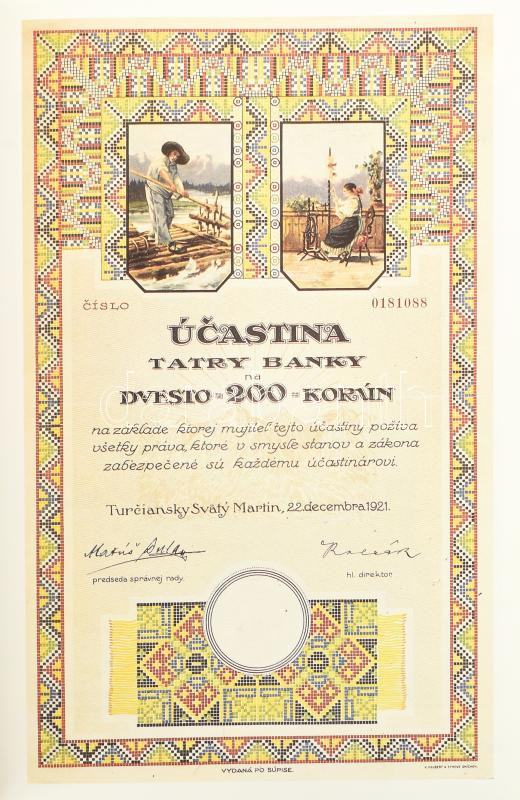 ČÍSLO 0181088
ÚČASTINA
TATRY BANKY
na
DVESTO = 200 = KORÚN
na základe ktorej majiteľ tejto účastiny požíva
všetky práva, ktoré v smysle stanov a zákona
zabezpečené sú každému účastinárovi.
Turčiansky Svätý Martin, 22. decembra 1921.
predseda správnej rady. hl. direktor
VYDANÁ PO SÚPISE.